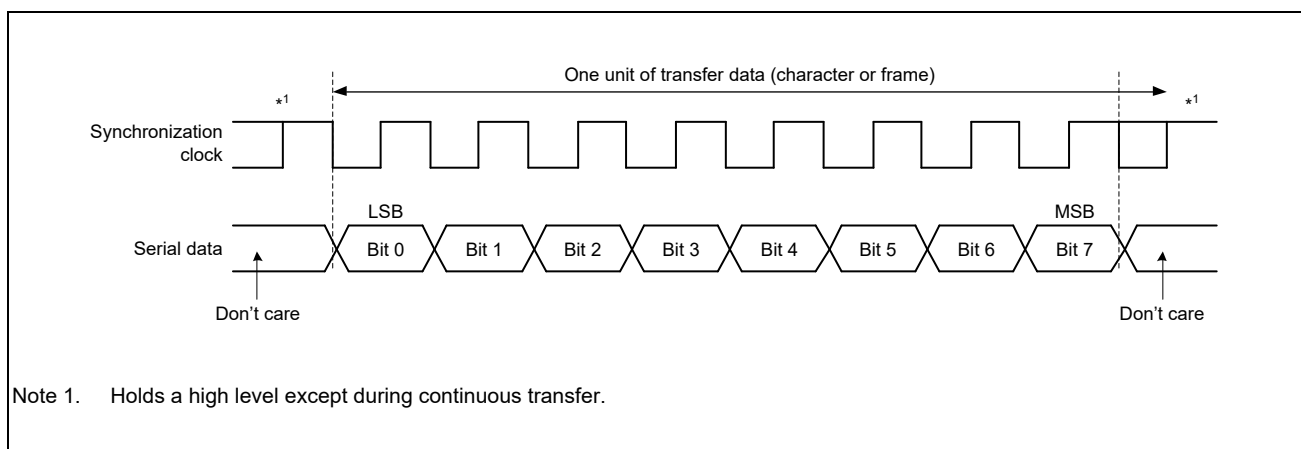 One unit of transfer data (character or frame)
*1 *1
Synchronization
clock
LSB MSB
Serial data Bit 0 Bit 1 Bit 2 Bit 3 Bit 4 Bit 5 Bit 6 Bit 7
Don’t care Don’t care
Note 1. Holds a high level except during continuous transfer.